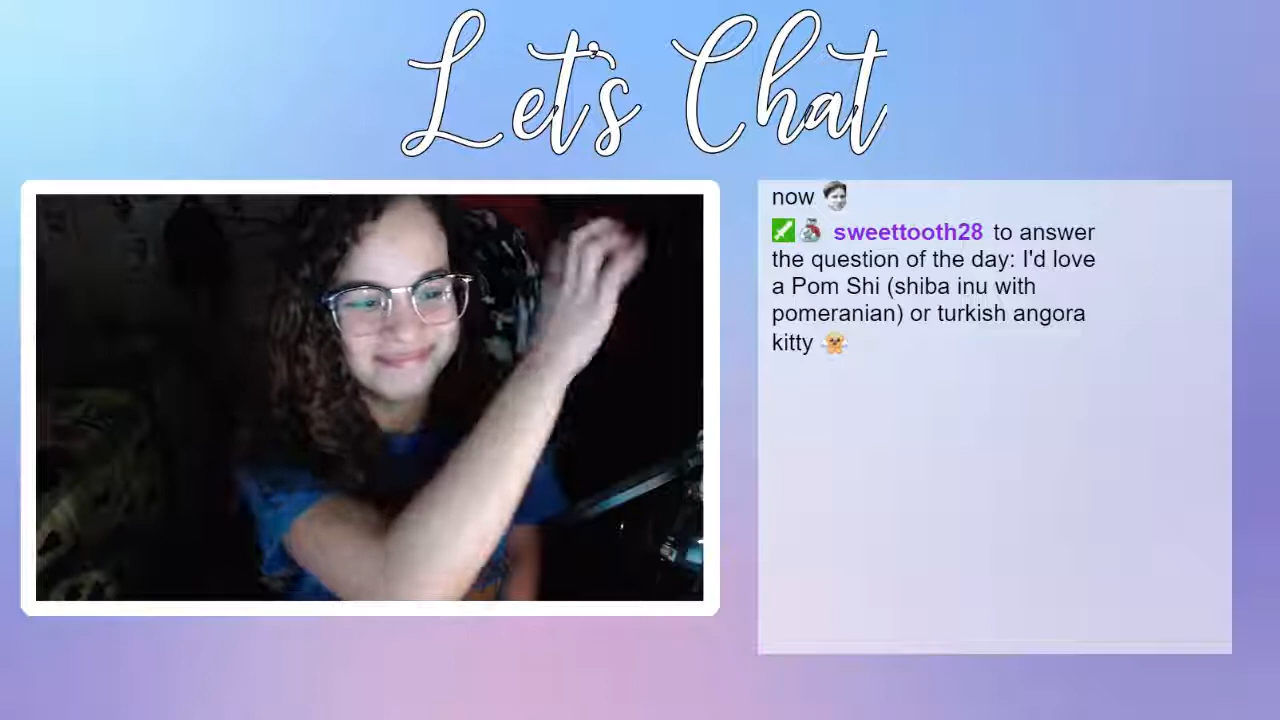 Let's Chat
now
sweettooth28 to answer
the question of the day: I'd love
a Pom Shi (shiba inu with
pomeranian) or turkish angora
kitty